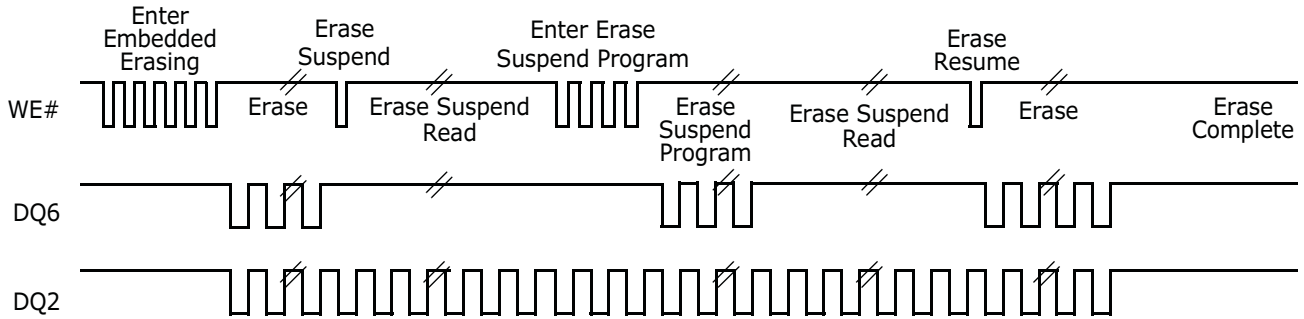 Enter
Embedded
Erasing
Erase
Suspend
Enter Erase
Suspend Program
Erase
Resume
WE#
Erase
Erase Suspend
Read
Erase
Suspend
Program
Erase Suspend
Read
Erase
Erase
Complete
DQ6
DQ2